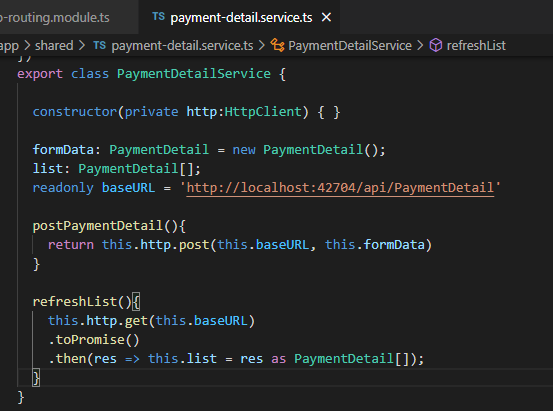 o-routing.module.ts
TS payment-detail.service.ts ×
app > shared > TS payment-detail.service.ts > PaymentDetailService > refreshList
})
export class PaymentDetailService {
constructor(private http:HttpClient) { }
formData: PaymentDetail = new PaymentDetail();
list: PaymentDetail[];
readonly baseURL = 'http://localhost:42704/api/PaymentDetail'
postPaymentDetail(){
return this.http.post(this.baseURL, this.formData)
}
refreshList(){
this.http.get(this.baseURL)
.toPromise()
.then(res => this.list = res as PaymentDetail[]);
}
}